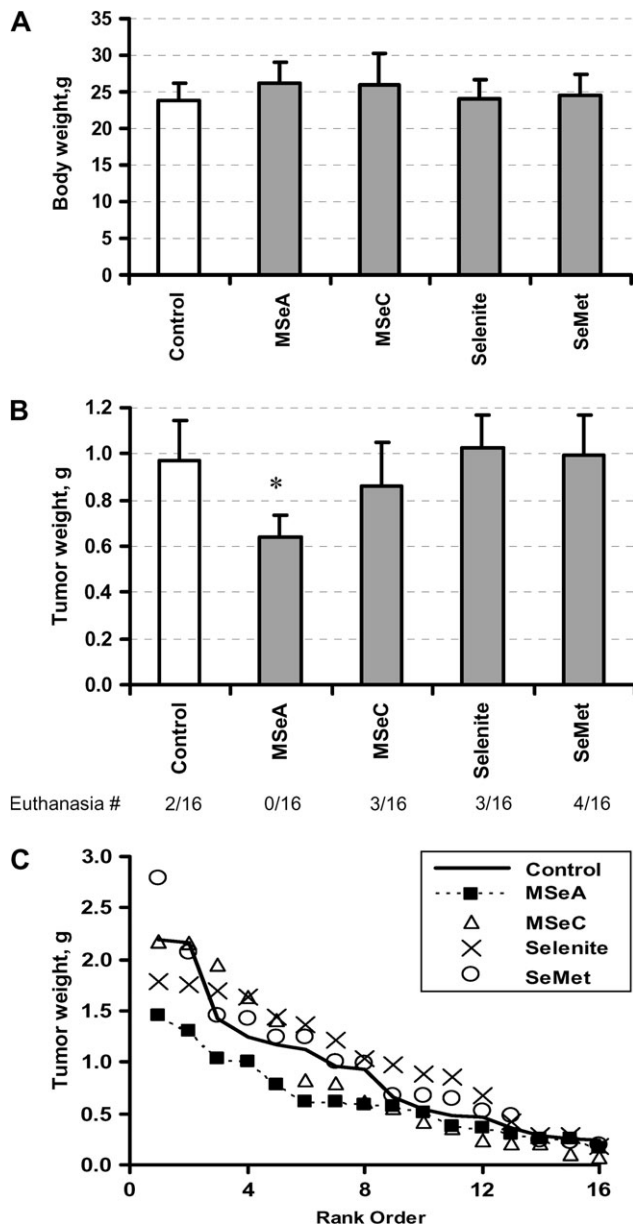 A
35
30
25
20
15
10
5
0
Body weight,g
Control
MSeA
MSeC
Selenite
SeMet
B
1.2
1.0
0.8
0.6
0.4
0.2
0.0
Tumor weight, g
*
Control
MSeA
MSeC
Selenite
SeMet
Euthanasia # 2/16 0/16 3/16 3/16 4/16
C
3.0
2.5
2.0
1.5
1.0
0.5
0.0
Tumor weight, g
Control
MSeA
MSeC
Selenite
SeMet
0 4 8 12 16
Rank Order